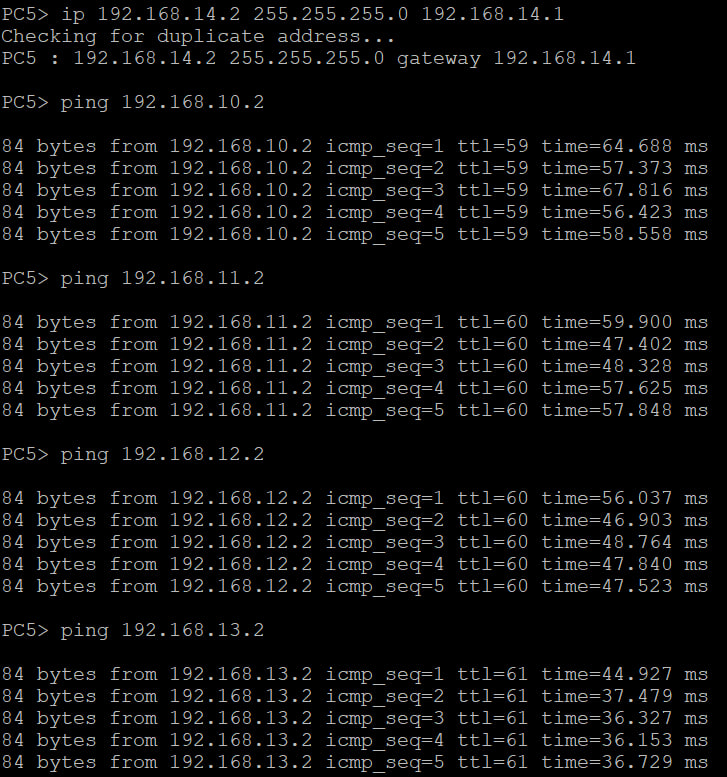 PC5> ip 192.168.14.2 255.255.255.0 192.168.14.1
Checking for duplicate address...
PC5 : 192.168.14.2 255.255.255.0 gateway 192.168.14.1
PC5> ping 192.168.10.2
84 bytes from 192.168.10.2 icmp_seq=1 ttl=59 time=64.688 ms
84 bytes from 192.168.10.2 icmp_seq=2 ttl=59 time=57.373 ms
84 bytes from 192.168.10.2 icmp_seq=3 ttl=59 time=67.816 ms
84 bytes from 192.168.10.2 icmp_seq=4 ttl=59 time=56.423 ms
84 bytes from 192.168.10.2 icmp_seq=5 ttl=59 time=58.558 ms
PC5> ping 192.168.11.2
84 bytes from 192.168.11.2 icmp_seq=1 ttl=60 time=59.900 ms
84 bytes from 192.168.11.2 icmp_seq=2 ttl=60 time=47.402 ms
84 bytes from 192.168.11.2 icmp_seq=3 ttl=60 time=48.328 ms
84 bytes from 192.168.11.2 icmp_seq=4 ttl=60 time=57.625 ms
84 bytes from 192.168.11.2 icmp_seq=5 ttl=60 time=57.848 ms
PC5> ping 192.168.12.2
84 bytes from 192.168.12.2 icmp_seq=1 ttl=60 time=56.037 ms
84 bytes from 192.168.12.2 icmp_seq=2 ttl=60 time=46.903 ms
84 bytes from 192.168.12.2 icmp_seq=3 ttl=60 time=48.764 ms
84 bytes from 192.168.12.2 icmp_seq=4 ttl=60 time=47.840 ms
84 bytes from 192.168.12.2 icmp_seq=5 ttl=60 time=47.523 ms
PC5> ping 192.168.13.2
84 bytes from 192.168.13.2 icmp_seq=1 ttl=61 time=44.927 ms
84 bytes from 192.168.13.2 icmp_seq=2 ttl=61 time=37.479 ms
84 bytes from 192.168.13.2 icmp_seq=3 ttl=61 time=36.327 ms
84 bytes from 192.168.13.2 icmp_seq=4 ttl=61 time=36.153 ms
84 bytes from 192.168.13.2 icmp_seq=5 ttl=61 time=36.729 ms